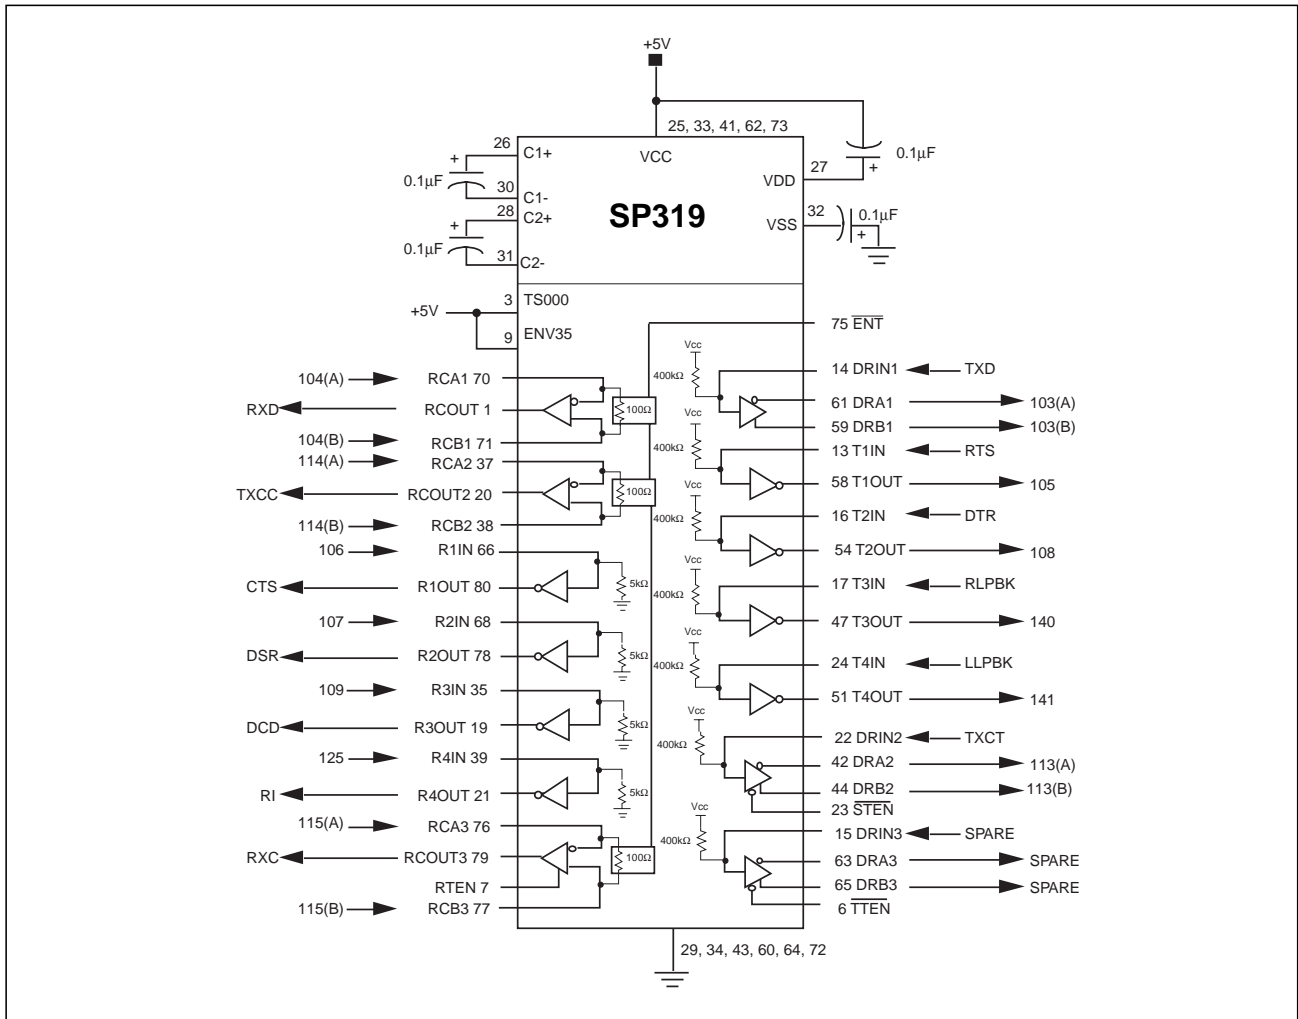 +5V
25, 33, 41, 62, 73
26
C1+
VCC
0.1µF
27
VDD
0.1µF
30
C1-
28
C2+
SP319
32
0.1µF
VSS
0.1µF
31
C2-
3
TS000
+5V
9
ENV35
75 ENT
Vcc
400kΩ
14 DRIN1
TXD
104(A)
RCA1 70
RXD
RCOUT 1
100Ω
61 DRA1
103(A)
Vcc
59 DRB1
103(B)
104(B)
RCB1 71
400kΩ
13 T1IN
RTS
114(A)
RCA2 37
TXCC
RCOUT2 20
100Ω
58 T1OUT
105
Vcc
400kΩ
16 T2IN
DTR
114(B)
RCB2 38
106
R1IN 66
54 T2OUT
108
Vcc
CTS
R1OUT 80
5kΩ
400kΩ
17 T3IN
RLPBK
107
R2IN 68
47 T3OUT
140
Vcc
DSR
R2OUT 78
5kΩ
400kΩ
24 T4IN
LLPBK
109
R3IN 35
51 T4OUT
141
Vcc
DCD
R3OUT 19
5kΩ
400kΩ
22 DRIN2
TXCT
125
R4IN 39
42 DRA2
113(A)
RI
R4OUT 21
5kΩ
44 DRB2
113(B)
23 STEN
Vcc
115(A)
RCA3 76
400kΩ
15 DRIN3
SPARE
RXC
RCOUT3 79
100Ω
63 DRA3
SPARE
RTEN 7
65 DRB3
SPARE
115(B)
RCB3 77
6 TTEN
29, 34, 43, 60, 64, 72